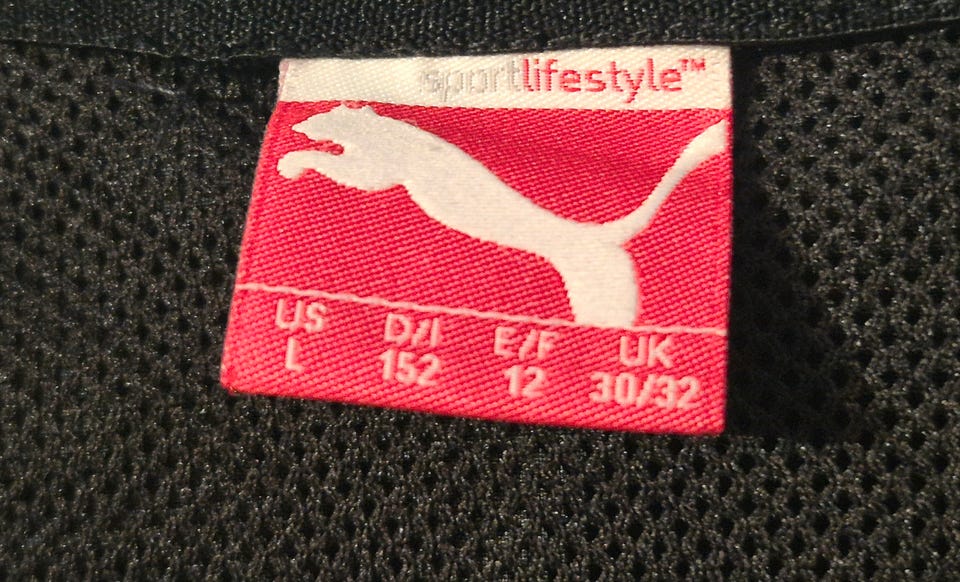 sportlifestyle™
US D/I E/F UK
L 152 12 30/32